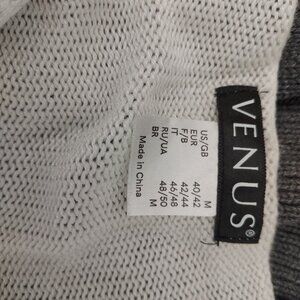 VENUS®
US/GB M
EUR 40/42
F/B 42/44
IT 46/48
RU/UA 48/50
BR M
Made in China